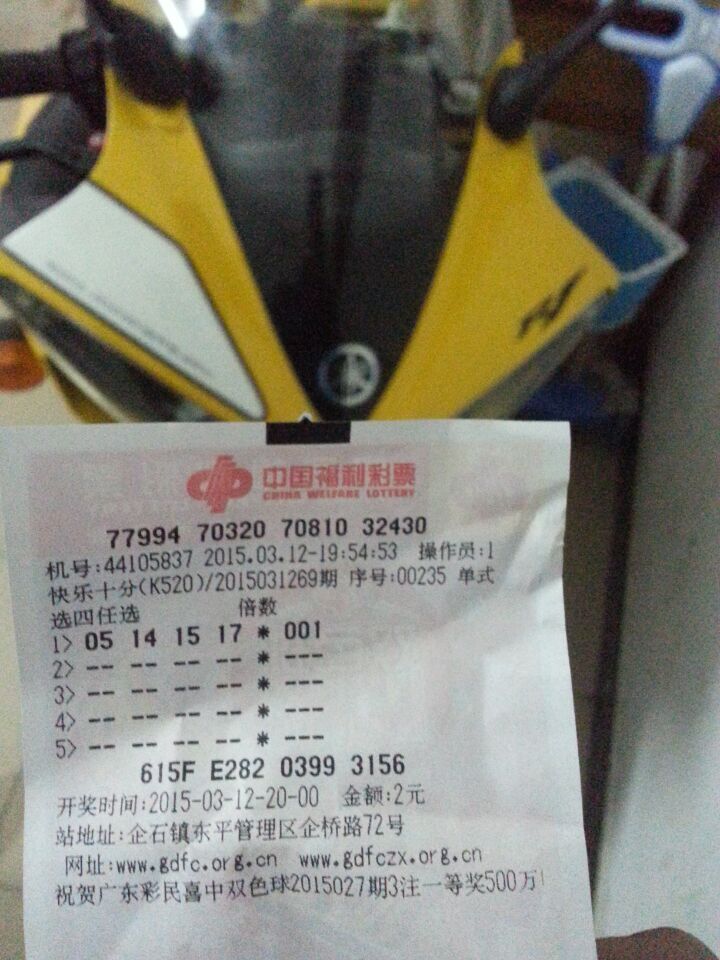 中国福利彩票
CHINA WELFARE LOTTERY
77994 70320 70810 32430
机号:44105837 2015.03.12-19:54:53 操作员:1
快乐十分(K520)/2015031269期 序号:00235 单式
选四任选 倍数
1> 05 14 15 17 * 001
2> -- -- -- -- * ---
3> -- -- -- -- * ---
4> -- -- -- -- * ---
5> -- -- -- -- * ---
615F E282 0399 3156
开奖时间:2015-03-12-20-00 金额:2元
站地址:企石镇东平管理区企桥路72号
网址:www.gdfc.org.cn www.gdfczx.org.cn
祝贺广东彩民喜中双色球2015027期3注一等奖500万!